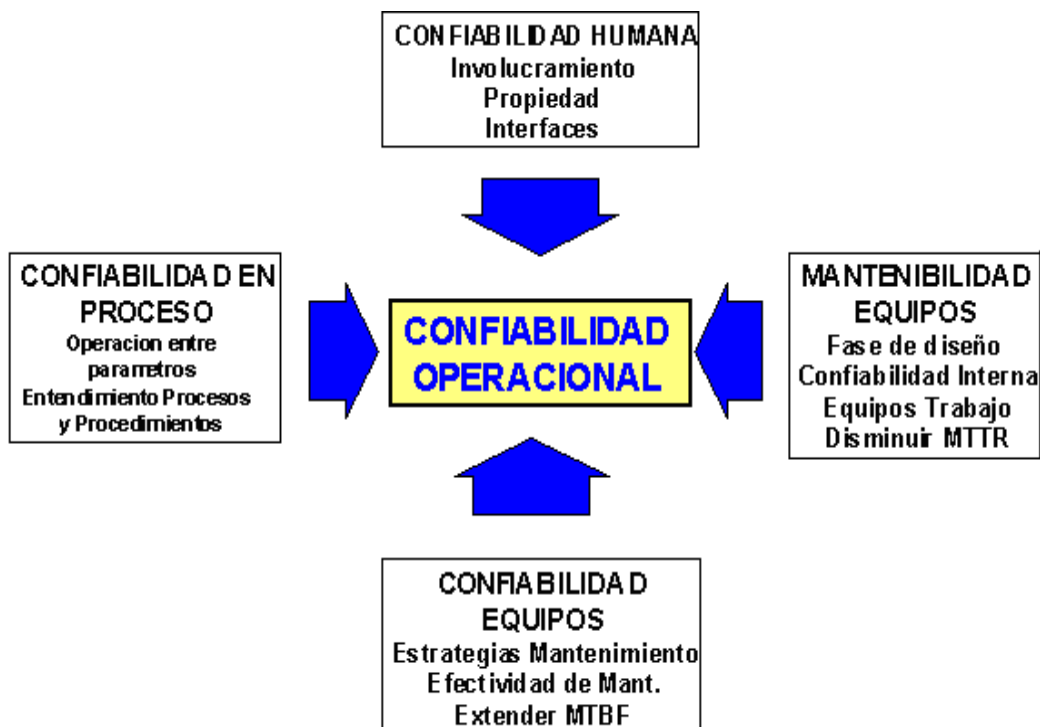 CONFIABILIDAD HUMANA
Involucramiento
Propiedad
Interfaces
CONFIABILIDAD EN
PROCESO
Operacion entre
pararretros
Entendimiento Procesos
y Procedimientos
CONFIABILIDAD
OPERACIONAL
MANTENIBILIDAD
EQUIPOS
Fase de diseño
Confiabilidad Interna
Equipos Trabajo
Disminuir MTTR
CONFIABILIDAD
EQUIPOS
Estrategias Mantenimiento
Efectividad de Mant.
Extender MTBF